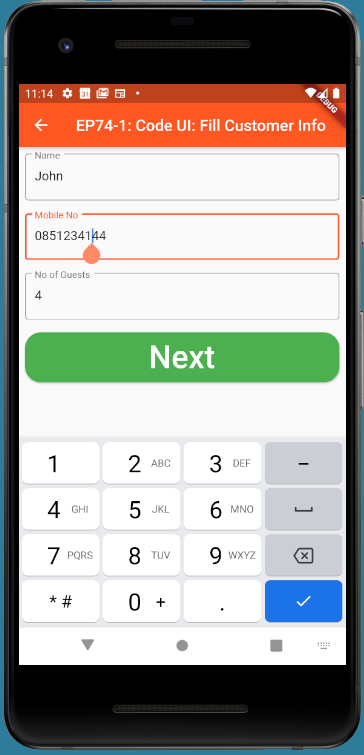 11:14
31
DEBUG
EP74-1: Code UI: Fill Customer Info
Name
John
Mobile No
0851234144
No of Guests
4
Next
1
2 ABC
3 DEF
–
4 GHI
5 JKL
6 MNO
7 PQRS
8 TUV
9 WXYZ
* #
0 +
.